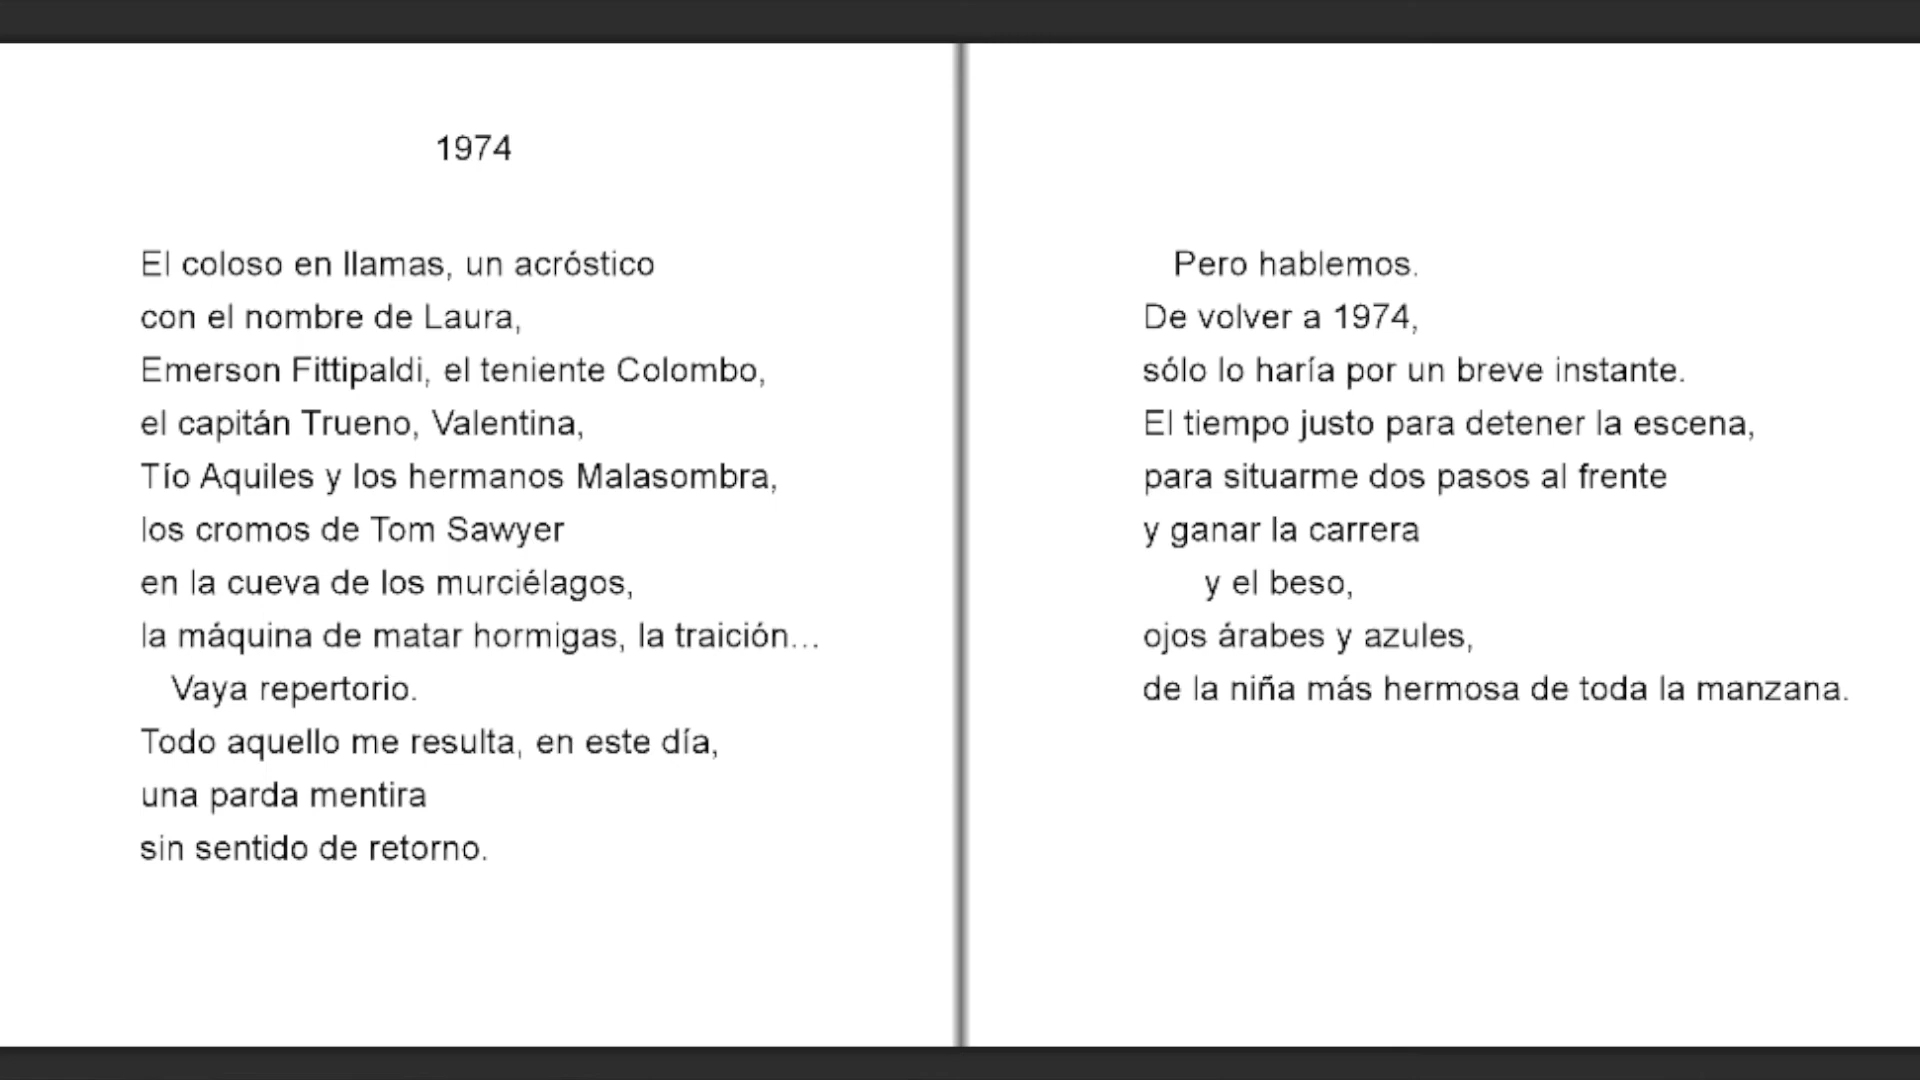 1974
El coloso en llamas, un acróstico
con el nombre de Laura,
Emerson Fittipaldi, el teniente Colombo,
el capitán Trueno, Valentina,
Tío Aquiles y los hermanos Malasombra,
los cromos de Tom Sawyer
en la cueva de los murciélagos,
la máquina de matar hormigas, la traición...
Vaya repertorio.
Todo aquello me resulta, en este día,
una parda mentira
sin sentido de retorno.
Pero hablemos.
De volver a 1974,
sólo lo haría por un breve instante.
El tiempo justo para detener la escena,
para situarme dos pasos al frente
y ganar la carrera
y el beso,
ojos árabes y azules,
de la niña más hermosa de toda la manzana.